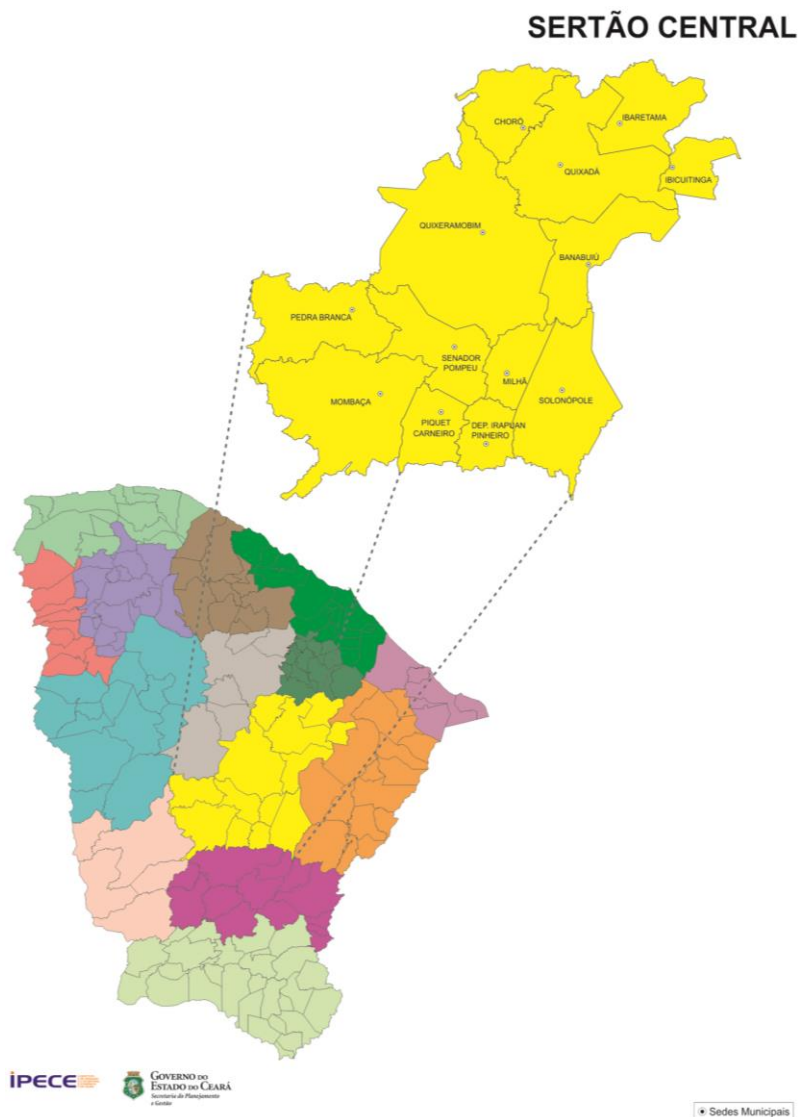 SERTÃO CENTRAL
CHORÓ
IBARETAMA
QUIXADÁ
IBICUITINGA
QUIXERAMOBIM
BANABUIÚ
PEDRA BRANCA
SENADOR
POMPEU
MILHÃ
MOMBAÇA
SOLONÓPOLE
PIQUET
CARNEIRO
DEP. IRAPUAN
PINHEIRO
IPECE
GOVERNO DO
ESTADO DO CEARÁ
Secretaria do Planejamento
e Gestão
Sedes Municipais